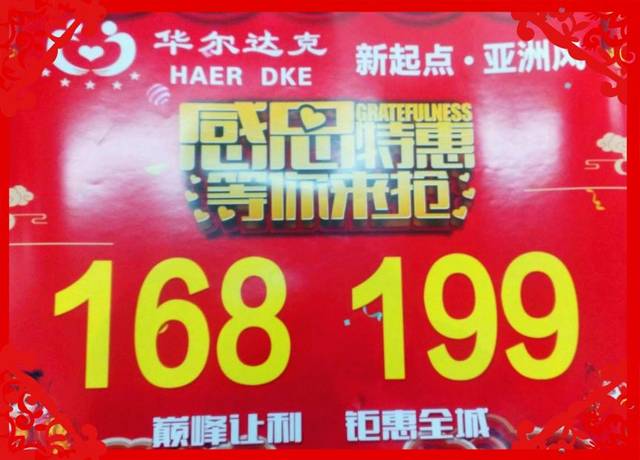 华尔达克
HAER DKE
新起点·亚洲风
GRATEFULNESS
感恩特惠
等你来抢
168 199
巅峰让利 钜惠全城